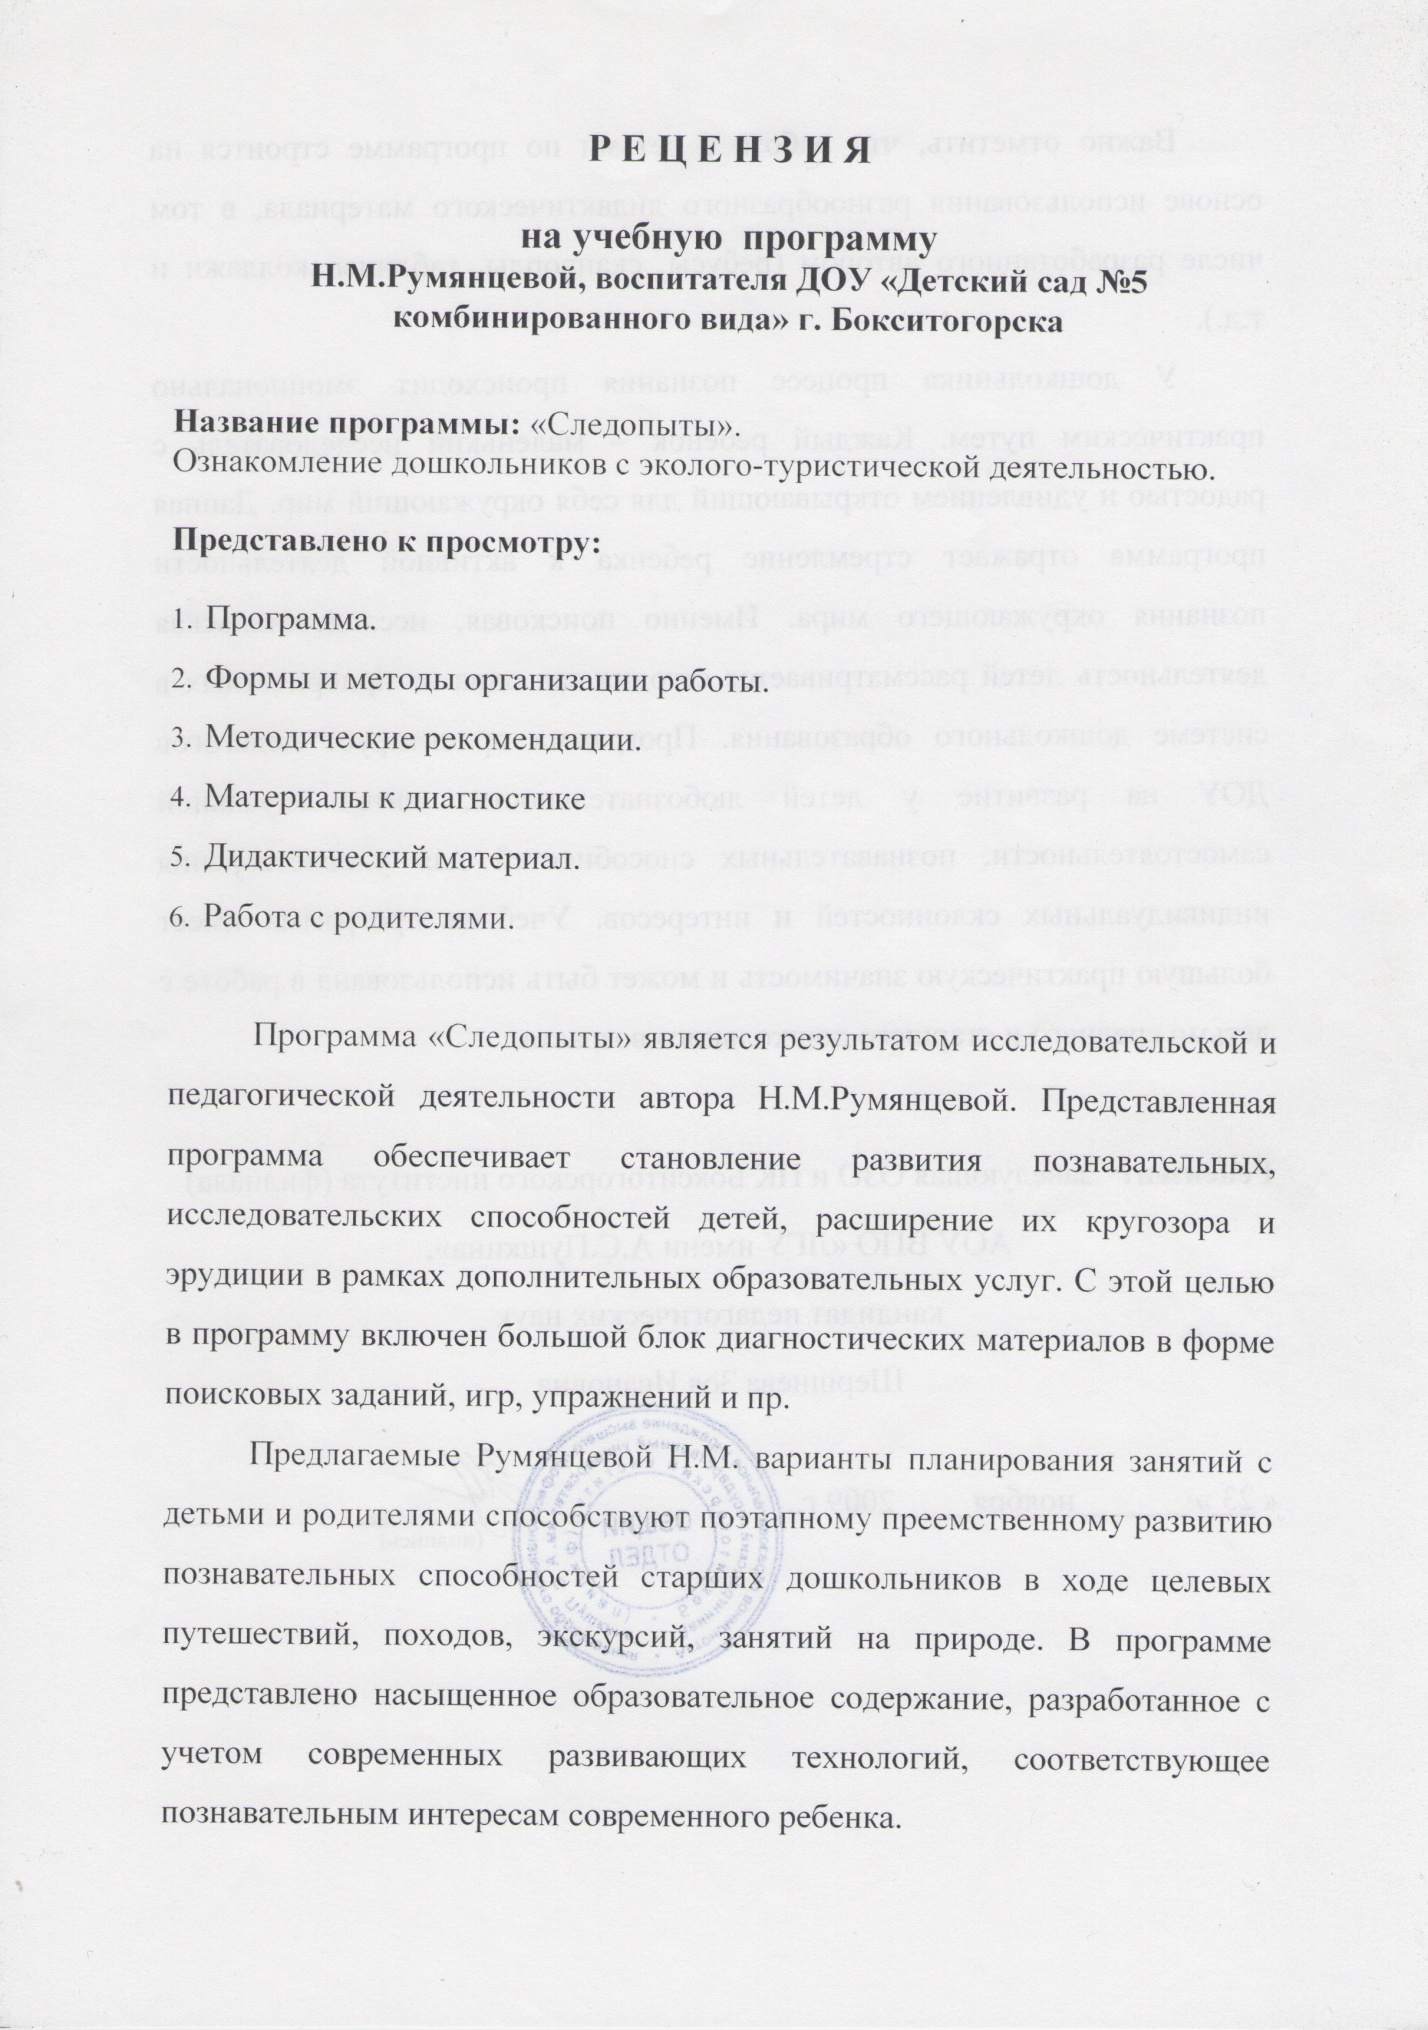 Р Е Ц Е Н З И Я
на учебную программу
Н.М.Румянцевой, воспитателя ДОУ «Детский сад №5
комбинированного вида» г. Бокситогорска
Название программы: «Следопыты».
Ознакомление дошкольников с эколого-туристической деятельностью.
Представлено к просмотру:
1. Программа.
2. Формы и методы организации работы.
3. Методические рекомендации.
4. Материалы к диагностике
5. Дидактический материал.
6. Работа с родителями.
Программа «Следопыты» является результатом исследовательской и
педагогической деятельности автора Н.М.Румянцевой. Представленная
программа обеспечивает становление развития познавательных,
исследовательских способностей детей, расширение их кругозора и
эрудиции в рамках дополнительных образовательных услуг. С этой целью
в программу включен большой блок диагностических материалов в форме
поисковых заданий, игр, упражнений и пр.
Предлагаемые Румянцевой Н.М. варианты планирования занятий с
детьми и родителями способствуют поэтапному преемственному развитию
познавательных способностей старших дошкольников в ходе целевых
путешествий, походов, экскурсий, занятий на природе. В программе
представлено насыщенное образовательное содержание, разработанное с
учетом современных развивающих технологий, соответствующее
познавательным интересам современного ребенка.